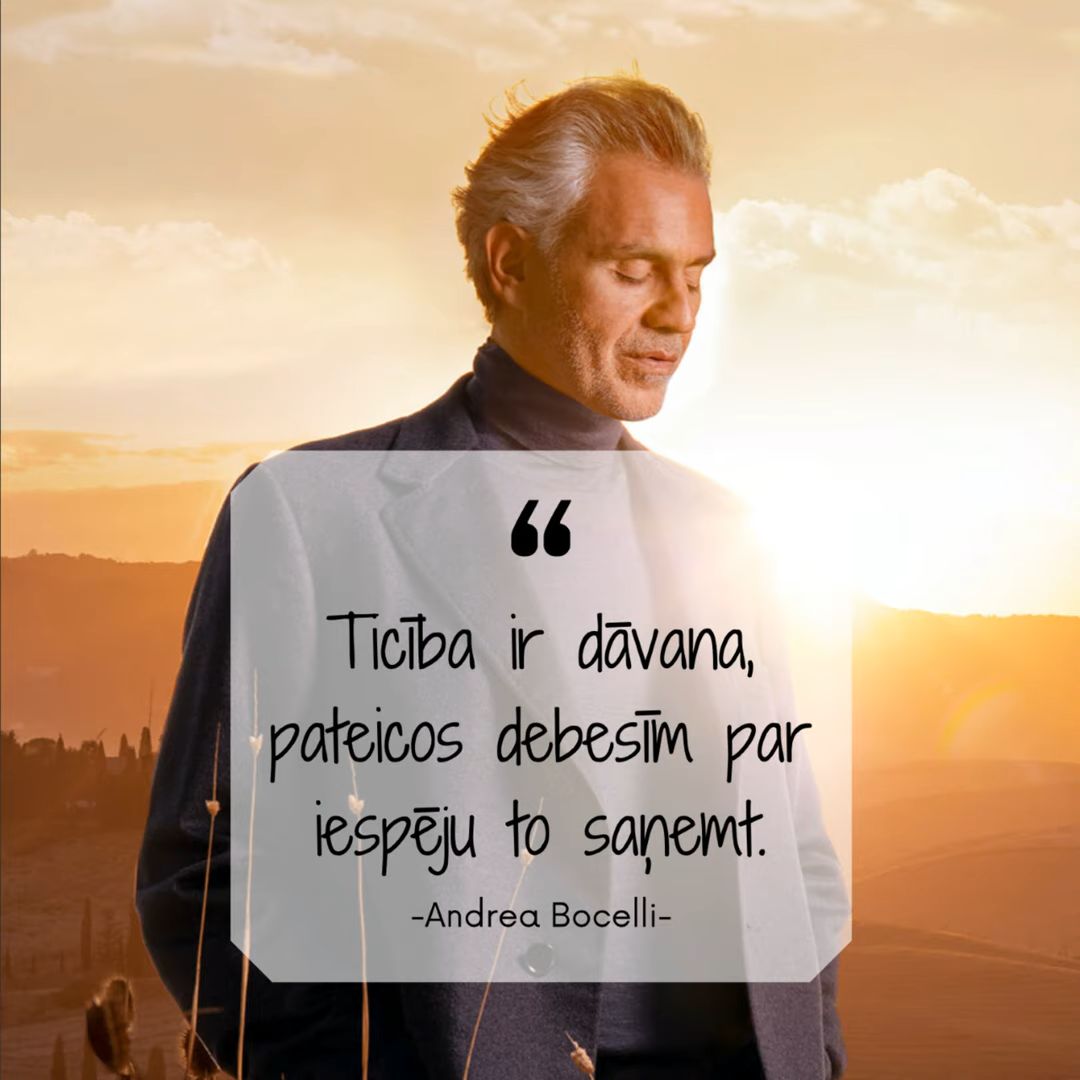 “
Ticība ir dāvana,
pateicos debesīm par
iespēju to saņemt.
-Andrea Bocelli-